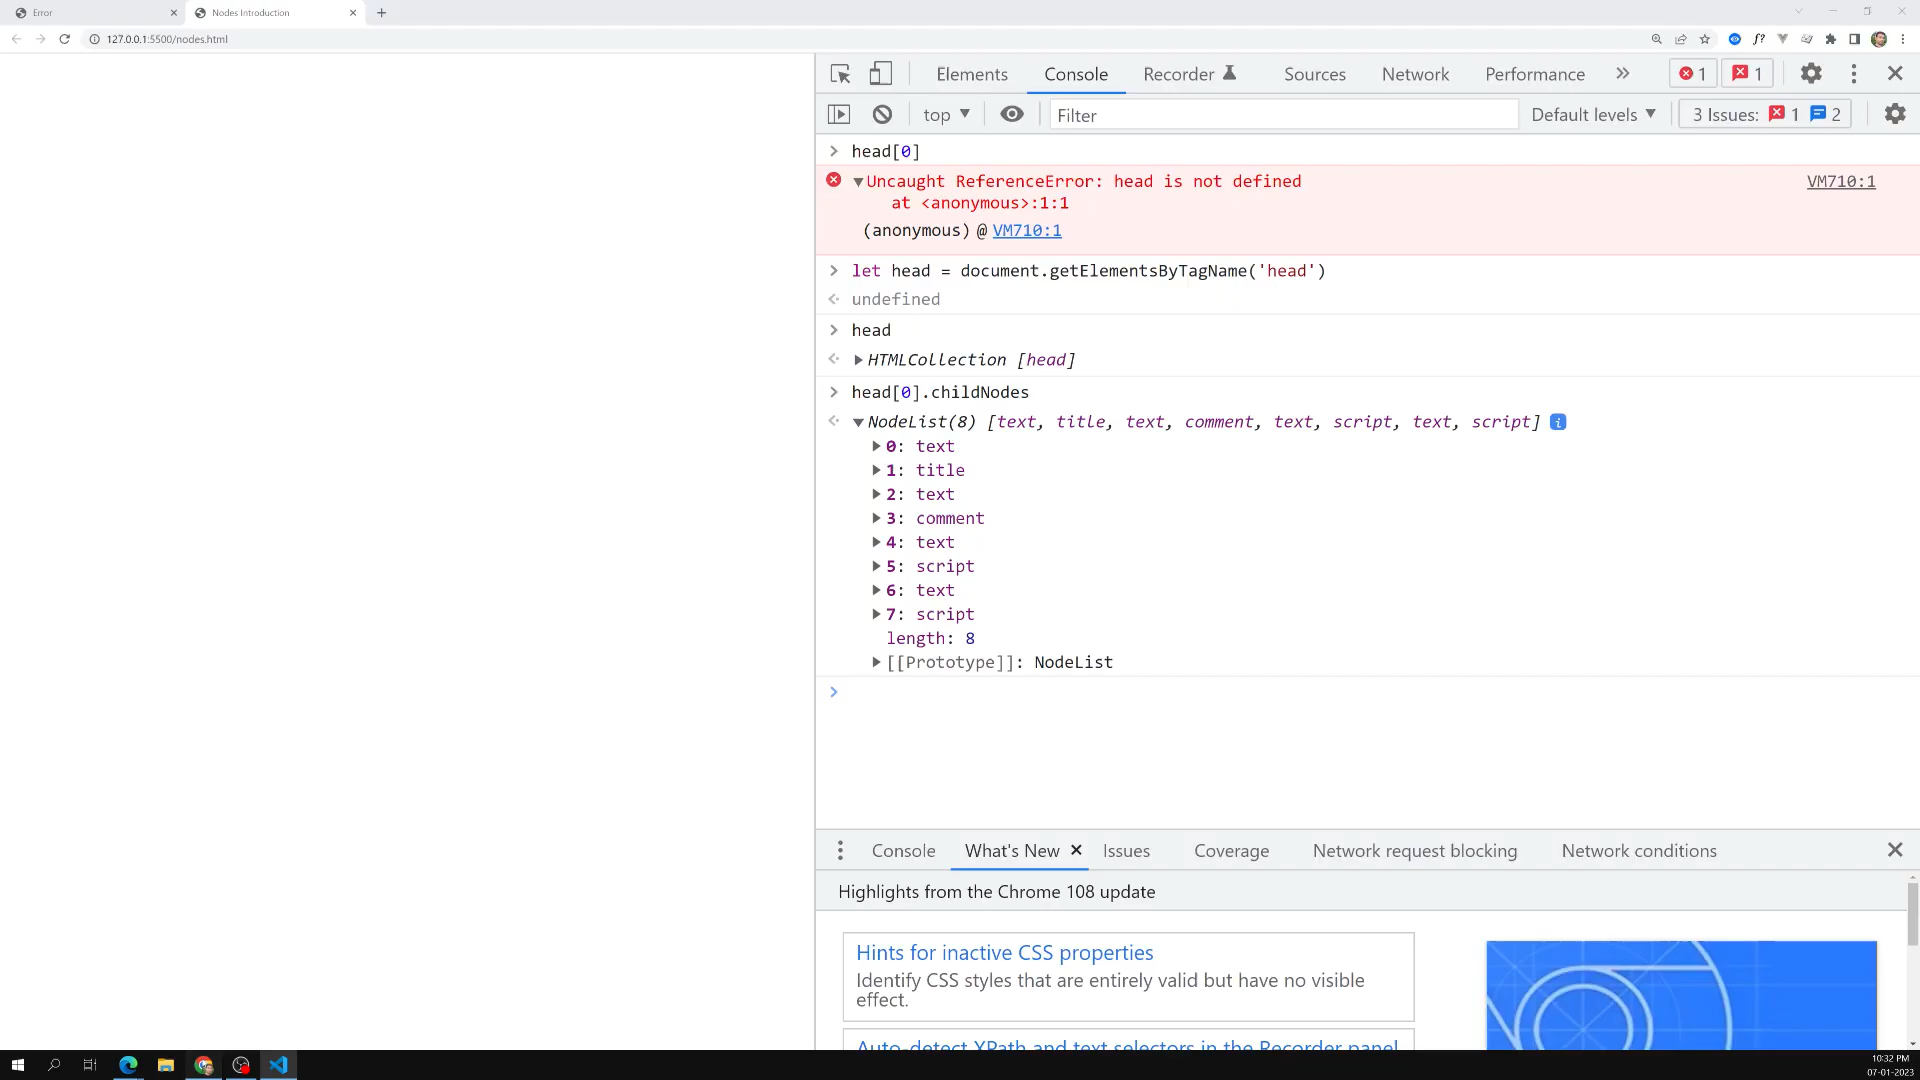 Error
Nodes Introduction
127.0.0.1:5500/nodes.html
Elements Console Recorder Sources Network Performance 1 1
top Filter Default levels 3 Issues: 1 2
head[0]
Uncaught ReferenceError: head is not defined VM710:1
at <anonymous>:1:1
(anonymous) @ VM710:1
let head = document.getElementsByTagName('head')
undefined
head
HTMLCollection [head]
head[0].childNodes
NodeList(8) [text, title, text, comment, text, script, text, script]
0: text
1: title
2: text
3: comment
4: text
5: script
6: text
7: script
length: 8
[[Prototype]]: NodeList
Console What's New Issues Coverage Network request blocking Network conditions
Highlights from the Chrome 108 update
Hints for inactive CSS properties
Identify CSS styles that are entirely valid but have no visible
effect.
Auto-detect XPath and text selectors in the Recorder panel
10:32 PM
07-01-2023